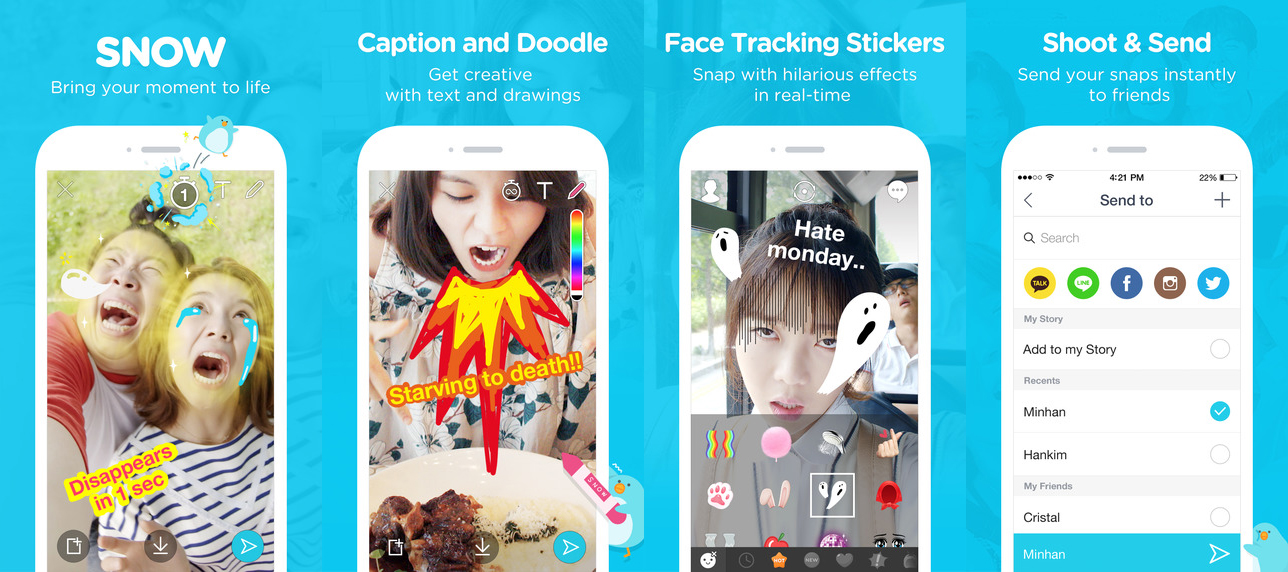 SNOW
Bring your moment to life
1
T
Disappears
in 1 sec
Caption and Doodle
Get creative
with text and drawings
T
Starving to death!!
SNOW
Face Tracking Stickers
Snap with hilarious effects
in real-time
Hate
monday..
HOT
NEW
Shoot & Send
Send your snaps instantly
to friends
4:21 PM
22%
Send to
Search
TALK
LINE
f
My Story
Add to my Story
Recents
Minhan
Hankim
My Friends
Cristal
Minhan